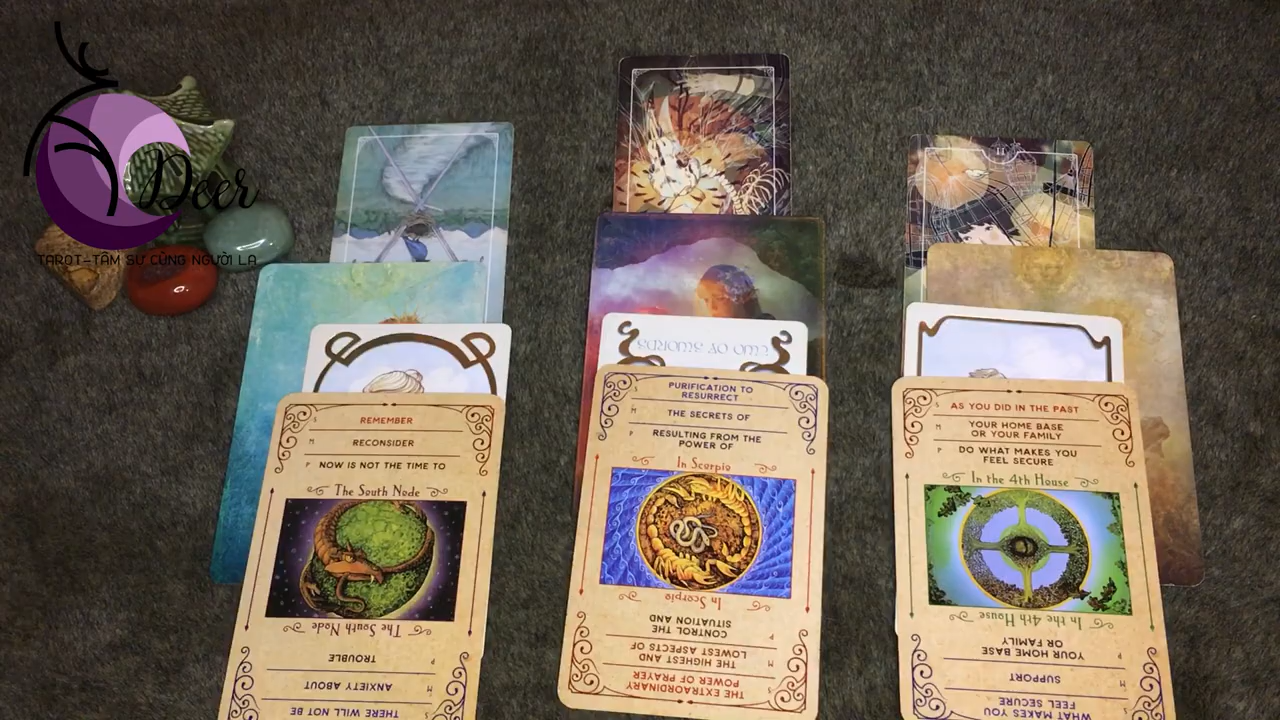 Deer
TAROT-TÂM SỰ CÙNG NGƯỜI LẠ
II
TWO OF SWORDS
S REMEMBER
M RECONSIDER
P NOW IS NOT THE TIME TO
The South Node
The South Node
P TROUBLE
M ANXIETY ABOUT
S THERE WILL NOT BE
S PURIFICATION TO
RESURRECT
M THE SECRETS OF
P RESULTING FROM THE
POWER OF
In Scorpio
In Scorpio
P CONTROL THE
SITUATION
M THE HIGHEST AND
LOWEST ASPECTS OF
S THE EXTRAORDINARY
POWER OF PRAYER
S AS YOU DID IN THE PAST
M YOUR HOME BASE
OR YOUR FAMILY
P DO WHAT MAKES YOU
FEEL SECURE
In the 4th House
In the 4th House
P YOUR HOME BASE
OR FAMILY
M SUPPORT
S WHAT MAKES YOU
FEEL SECURE